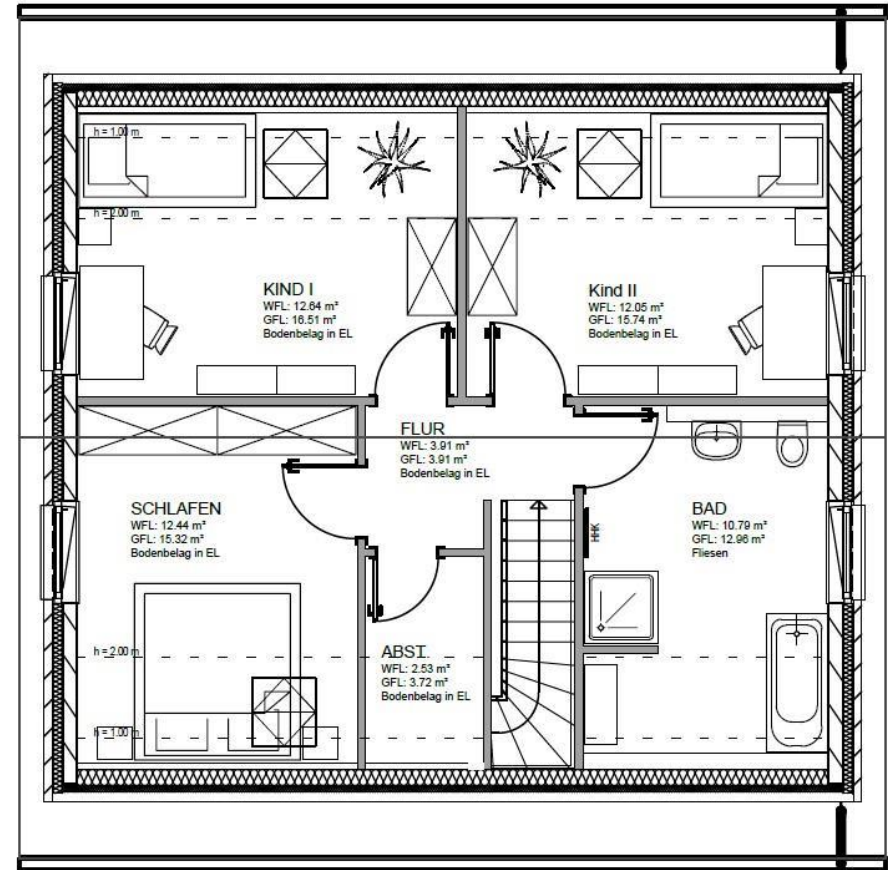 h = 1.00 m
h = 2.00 m
KIND I
WFL: 12.64 m²
GFL: 16.51 m²
Bodenbelag in EL
Kind II
WFL: 12.05 m²
GFL: 15.74 m²
Bodenbelag in EL
FLUR
WFL: 3.91 m²
GFL: 3.91 m²
Bodenbelag in EL
SCHLAFEN
WFL: 12.44 m²
GFL: 15.32 m²
Bodenbelag in EL
BAD
WFL: 10.79 m²
GFL: 12.96 m²
Fliesen
HHK
ABST.
WFL: 2.53 m²
GFL: 3.72 m²
Bodenbelag in EL
h = 2.00 m
h = 1.00 m